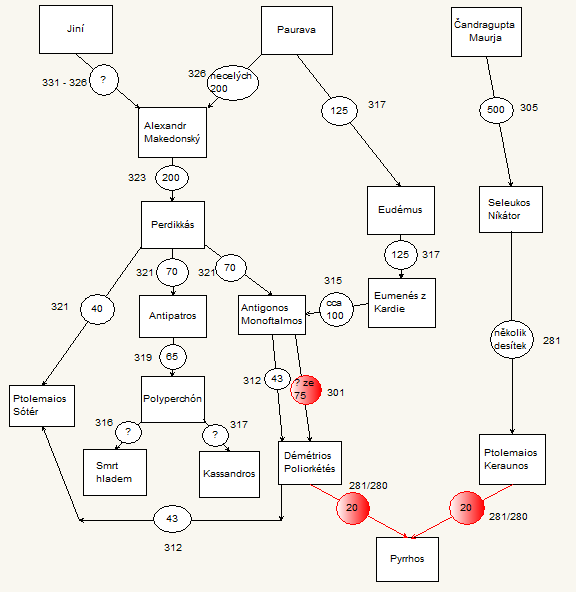 Jiní
Paurava
Čandragupta
Maurja
331 - 326
?
326
necelých
200
125
317
500
305
Alexandr
Makedonský
323
200
Perdikkás
Eudémus
Seleukos
Níkátor
125
317
321
70
321
70
321
40
315
cca
100
Eumenés z
Kardie
Antipatros
Antigonos
Monoftalmos
několik
desítek
281
319
65
312
43
? ze
75
301
Ptolemaios
Sótér
Polyperchón
316
?
317
?
Smrt
hladem
Kassandros
Démétrios
Poliorkétés
Ptolemaios
Keraunos
281/280
20
20
281/280
43
312
Pyrrhos